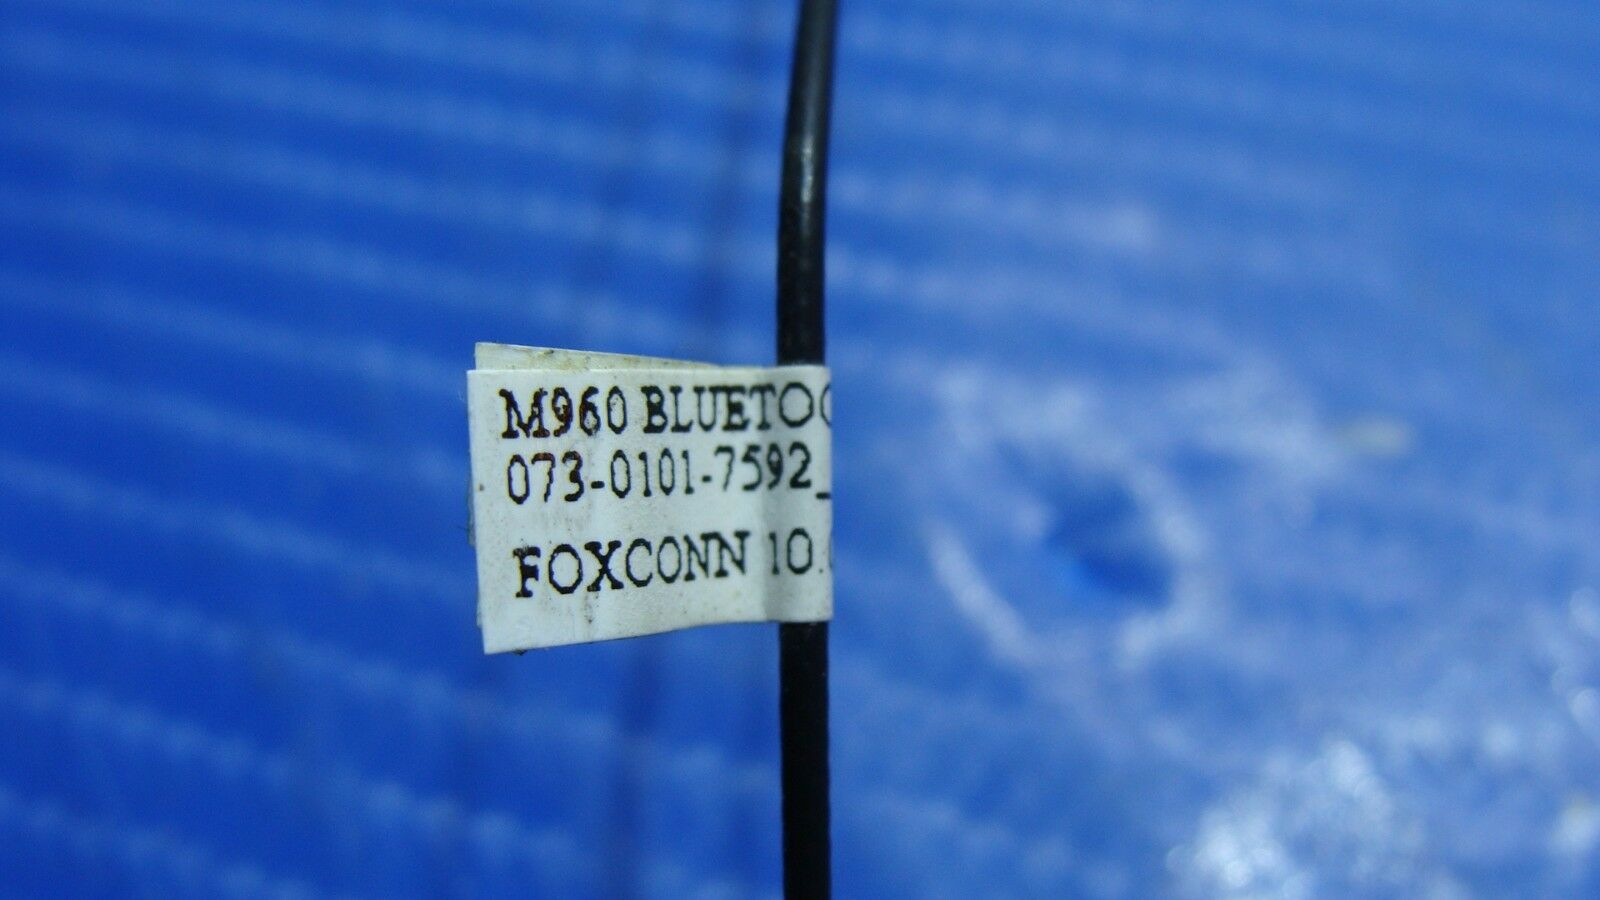 M960 BLUETOO
073-0101-7592_
FOXCONN 10.